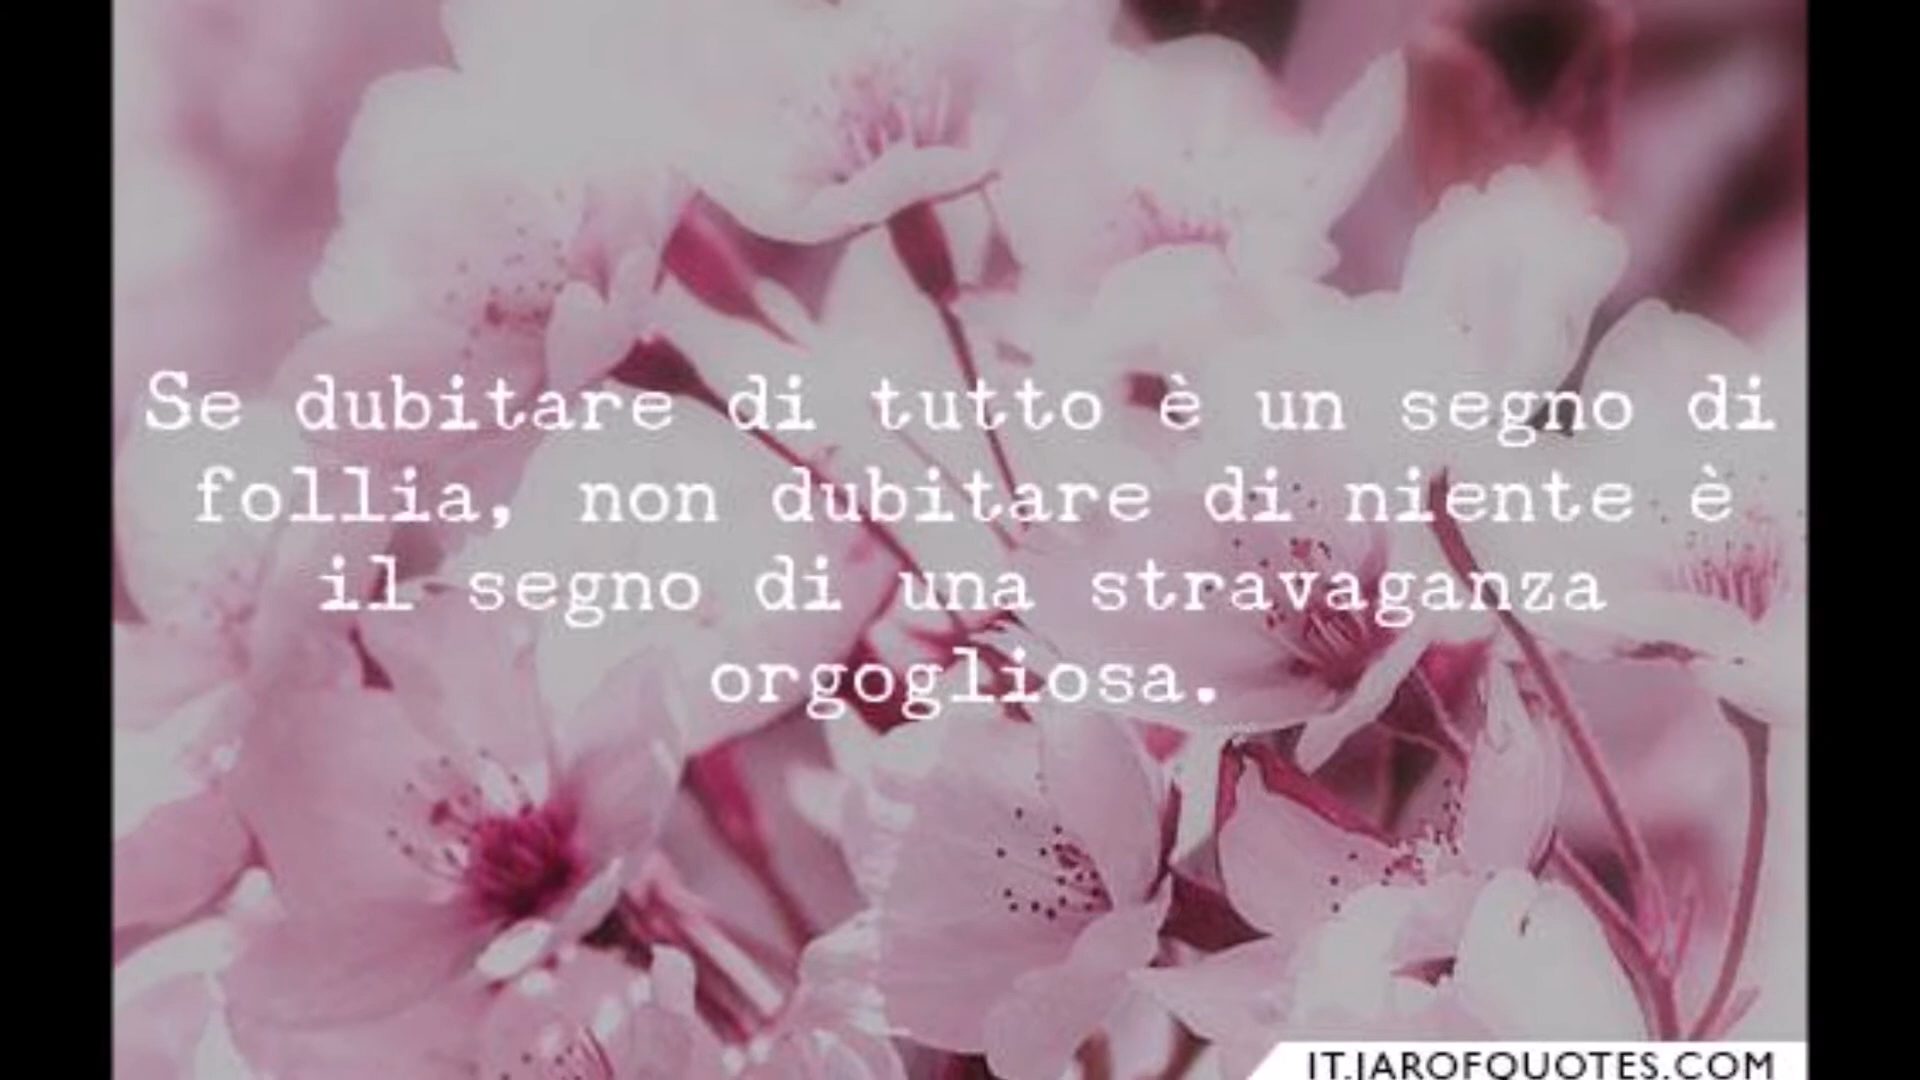 Se dubitare di tutto è un segno di
follia, non dubitare di niente è
il segno di una stravaganza
orgogliosa.
IT.JAROFQUOTES.COM